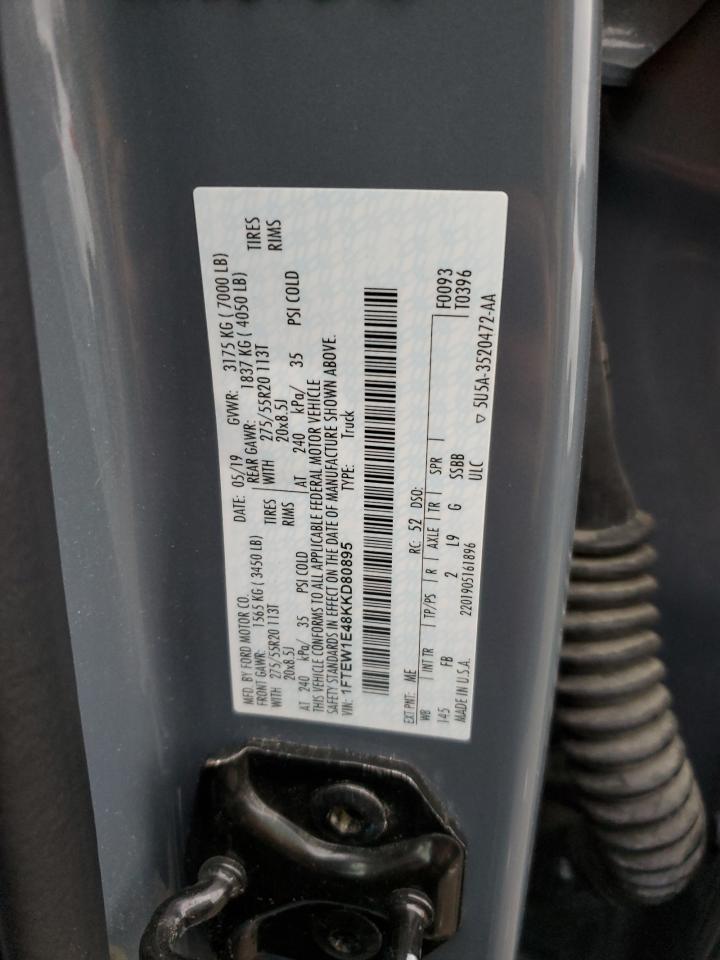 MFD. BY FORD MOTOR CO. DATE: 05/19 GVWR: 3175 KG ( 7000 LB)
FRONT GAWR: 1565 KG ( 3450 LB) REAR GAWR: 1837 KG ( 4050 LB)
WITH 275/55R20 113T TIRES WITH 275/55R20 113T TIRES
20x8.5J RIMS 20x8.5J RIMS
AT 240 kPa/ 35 PSI COLD AT 240 kPa/ 35 PSI COLD
THIS VEHICLE CONFORMS TO ALL APPLICABLE FEDERAL MOTOR VEHICLE
SAFETY STANDARDS IN EFFECT ON THE DATE OF MANUFACTURE SHOWN ABOVE.
VIN: 1FTEW1E48KKD80895 TYPE: Truck
EXT PNT: ME RC: 52 DSO: F0093
WB INT TR TP/PS R AXLE TR SPR T0396
145 FB 2 L9 G SSBB
MADE IN U.S.A. 2201905161896 ULC ▽ 5U5A-3520472-AA